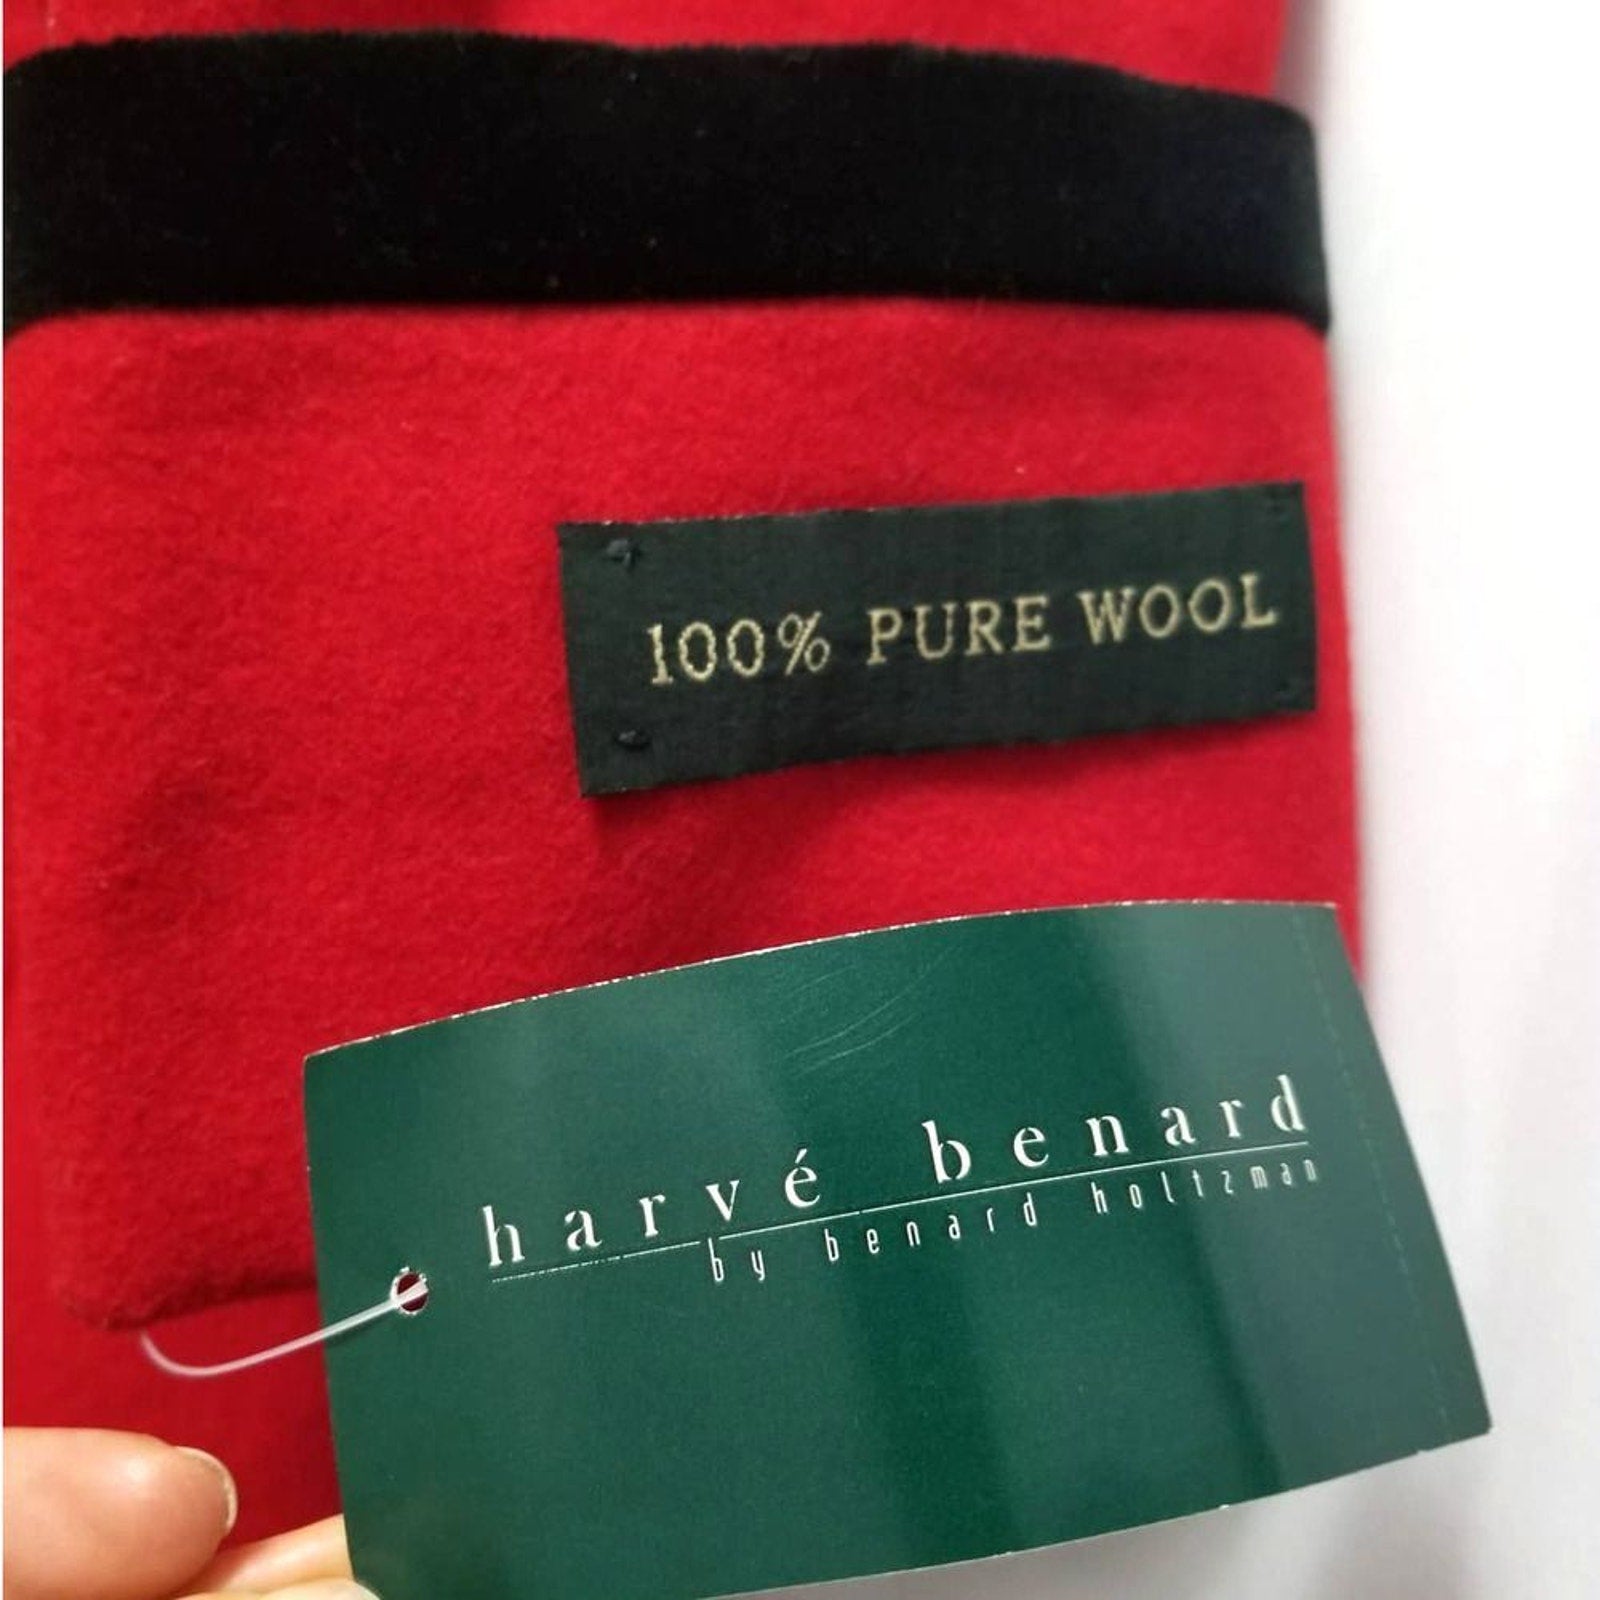 100% PURE WOOL
harvé benard
by benard holtzman